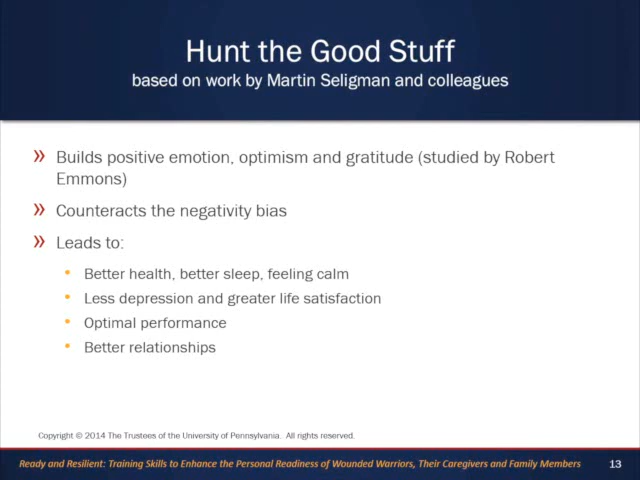 Hunt the Good Stuff
based on work by Martin Seligman and colleagues
» Builds positive emotion, optimism and gratitude (studied by Robert
Emmons)
» Counteracts the negativity bias
» Leads to:
• Better health, better sleep, feeling calm
• Less depression and greater life satisfaction
• Optimal performance
• Better relationships
Copyright © 2014 The Trustees of the University of Pennsylvania. All rights reserved.
Ready and Resilient: Training Skills to Enhance the Personal Readiness of Wounded Warriors, Their Caregivers and Family Members 13